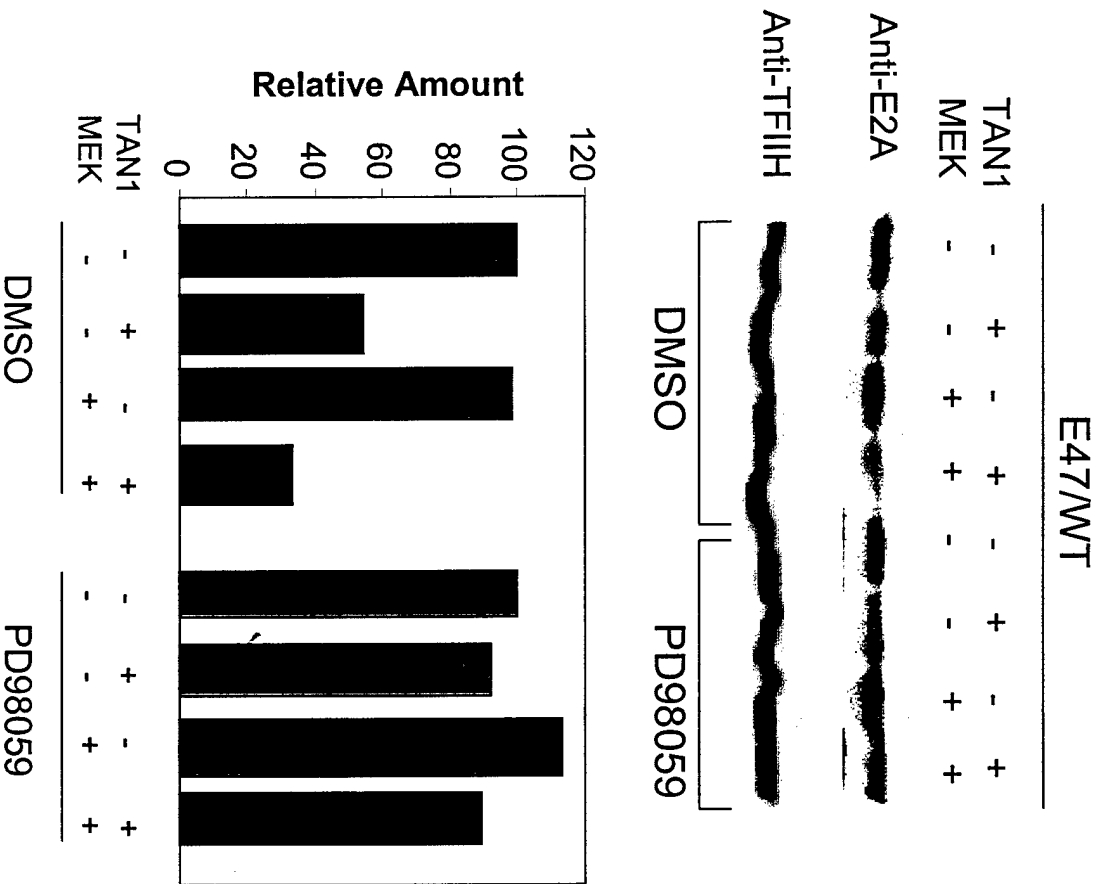 E47/WT
TAN1 - + - + - + - +
MEK - - + + - - + +
Anti-E2A
Anti-TFIIH
DMSO PD98059
Relative Amount
120
100
80
60
40
20
0
TAN1 - + - + - + - +
MEK - - + + - - + +
DMSO PD98059